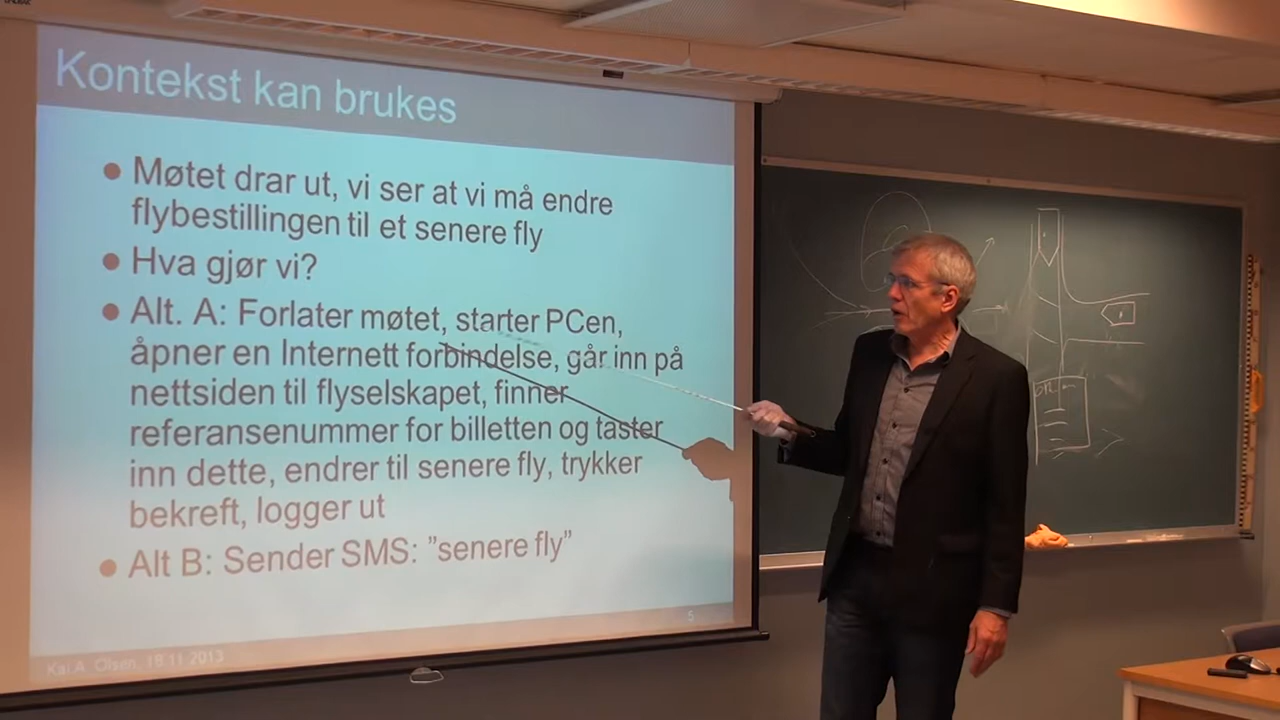 Kontekst kan brukes
● Møtet drar ut, vi ser at vi må endre
flybestillingen til et senere fly
● Hva gjør vi?
● Alt. A: Forlater møtet, starter PCen,
åpner en Internett forbindelse, går inn på
nettsiden til flyselskapet, finner
referansenummer for billetten og taster
inn dette, endrer til senere fly, trykker
bekreft, logger ut
● Alt B: Sender SMS: ”senere fly”
5
Kai A. Olsen, 18.11.2013